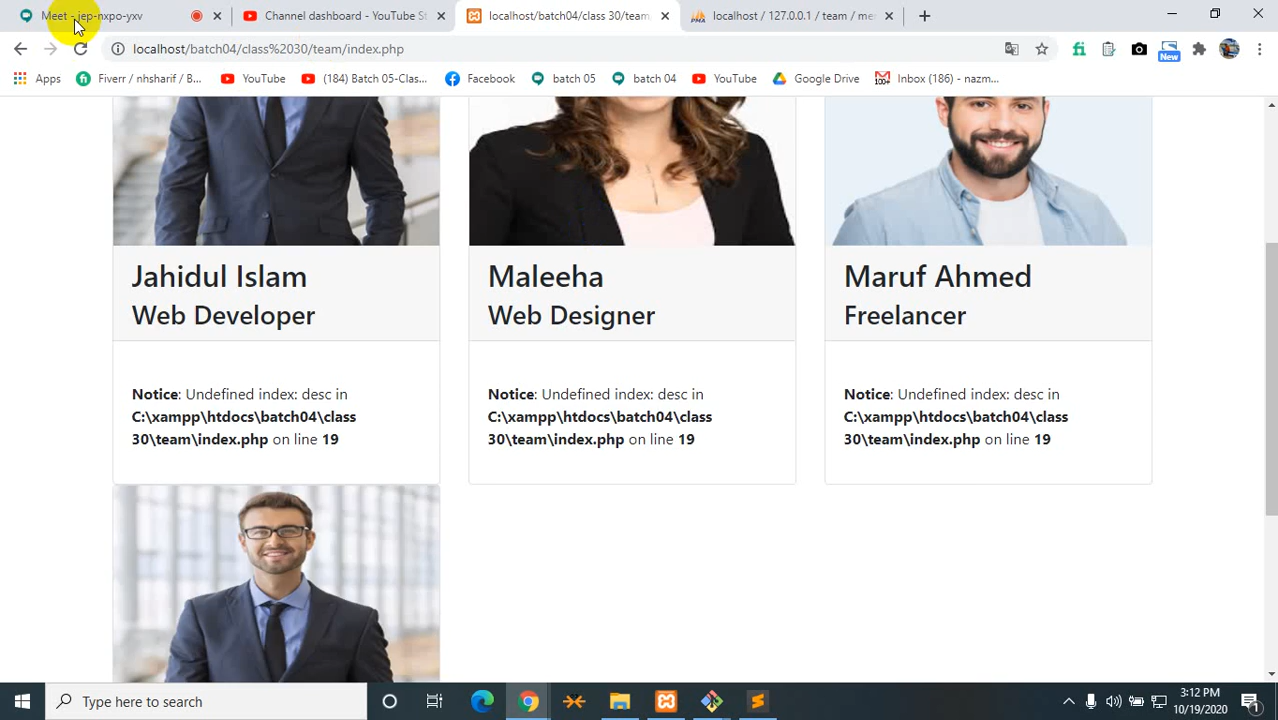 Meet - jep-nxpo-yxv
Channel dashboard - YouTube St
localhost/batch04/class 30/team
localhost / 127.0.0.1 / team / me
localhost/batch04/class%2030/team/index.php
Apps
Fiverr / nhsharif / B...
YouTube
(184) Batch 05-Clas...
Facebook
batch 05
batch 04
YouTube
Google Drive
100+
Inbox (186) - nazm...
New
Jahidul Islam
Web Developer
Maleeha
Web Designer
Maruf Ahmed
Freelancer
Notice: Undefined index: desc in
C:\xampp\htdocs\batch04\class
30\team\index.php on line 19
Notice: Undefined index: desc in
C:\xampp\htdocs\batch04\class
30\team\index.php on line 19
Notice: Undefined index: desc in
C:\xampp\htdocs\batch04\class
30\team\index.php on line 19
Type here to search
3:12 PM
10/19/2020